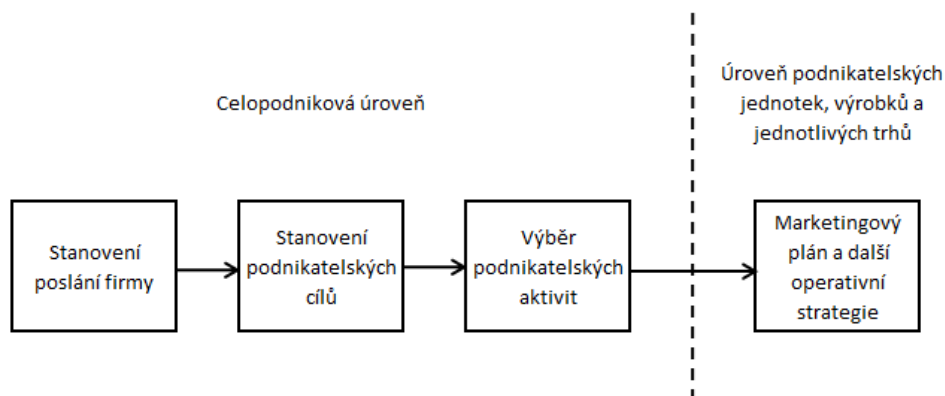 Celopodniková úroveň
Úroveň podnikatelských
jednotek, výrobků a
jednotlivých trhů
Stanovení
poslání firmy
Stanovení
podnikatelských
cílů
Výběr
podnikatelských
aktivit
Marketingový
plán a další
operativní
strategie